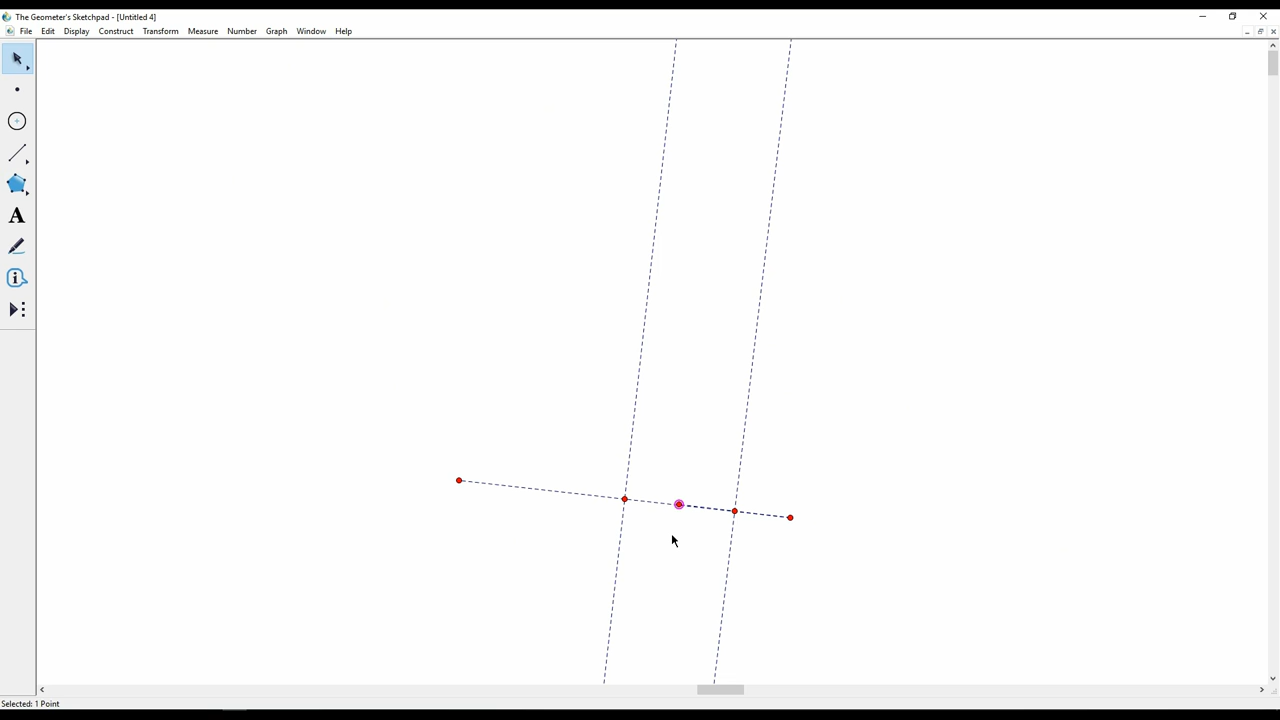 The Geometer's Sketchpad - [Untitled 4]
File Edit Display Construct Transform Measure Number Graph Window Help
A
Selected: 1 Point